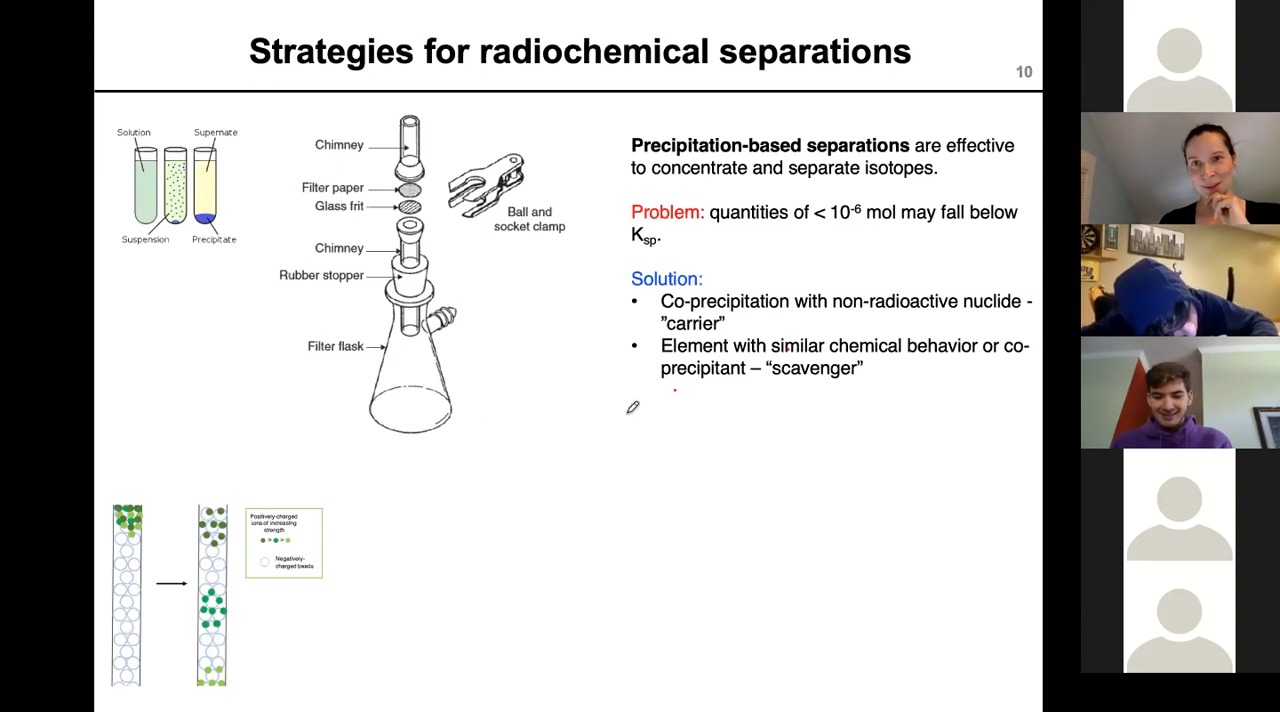 Strategies for radiochemical separations
10
Solution
Supernate
Suspension
Precipitate
Chimney
Filter paper
Glass frit
Chimney
Rubber stopper
Filter flask
Ball and
socket clamp
Precipitation-based separations are effective
to concentrate and separate isotopes.
Problem: quantities of < 10⁻⁶ mol may fall below
Kₛₚ.
Solution:
• Co-precipitation with non-radioactive nuclide -
”carrier”
• Element with similar chemical behavior or co-
precipitant – “scavenger”
Positively-charged
ions of increasing
strength
> >
Negatively-
charged beads